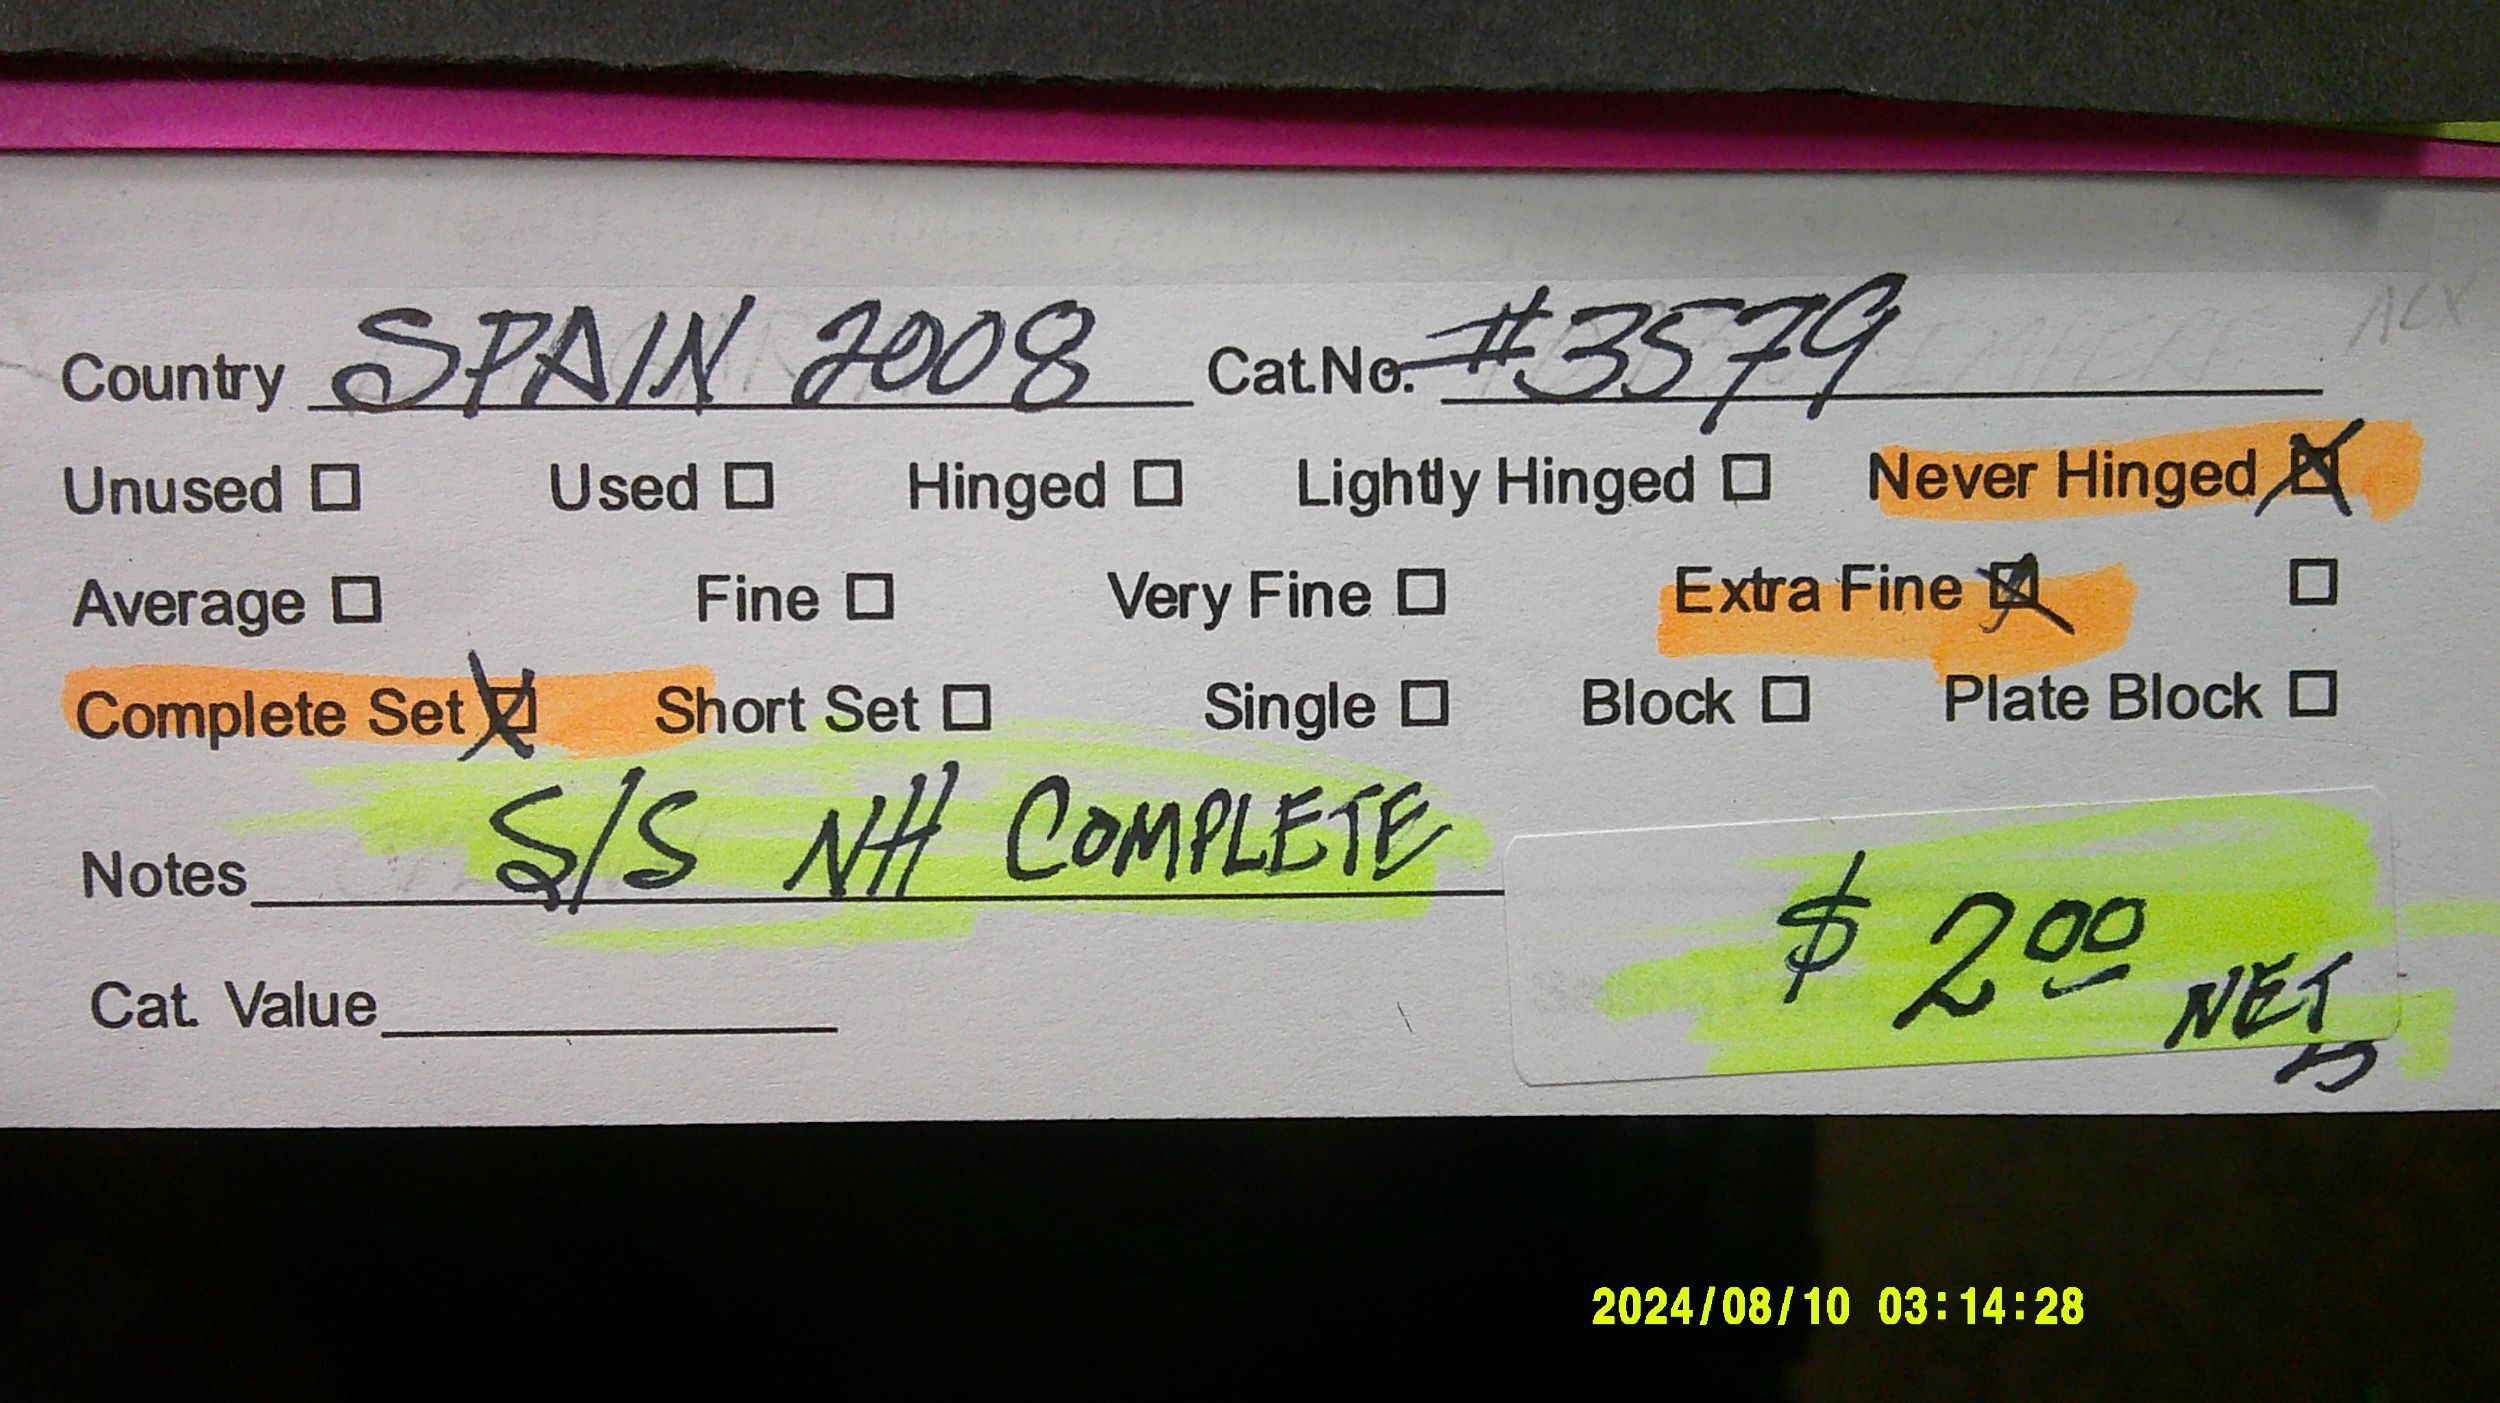 Country SPAIN 2008 Cat.No. #3579
Unused Used Hinged Lightly Hinged Never Hinged
Average Fine Very Fine Extra Fine
Complete Set Short Set Single Block Plate Block
Notes S/S NH COMPLETE
$ 2.00 NET
Cat. Value
2024/08/10 03:14:28